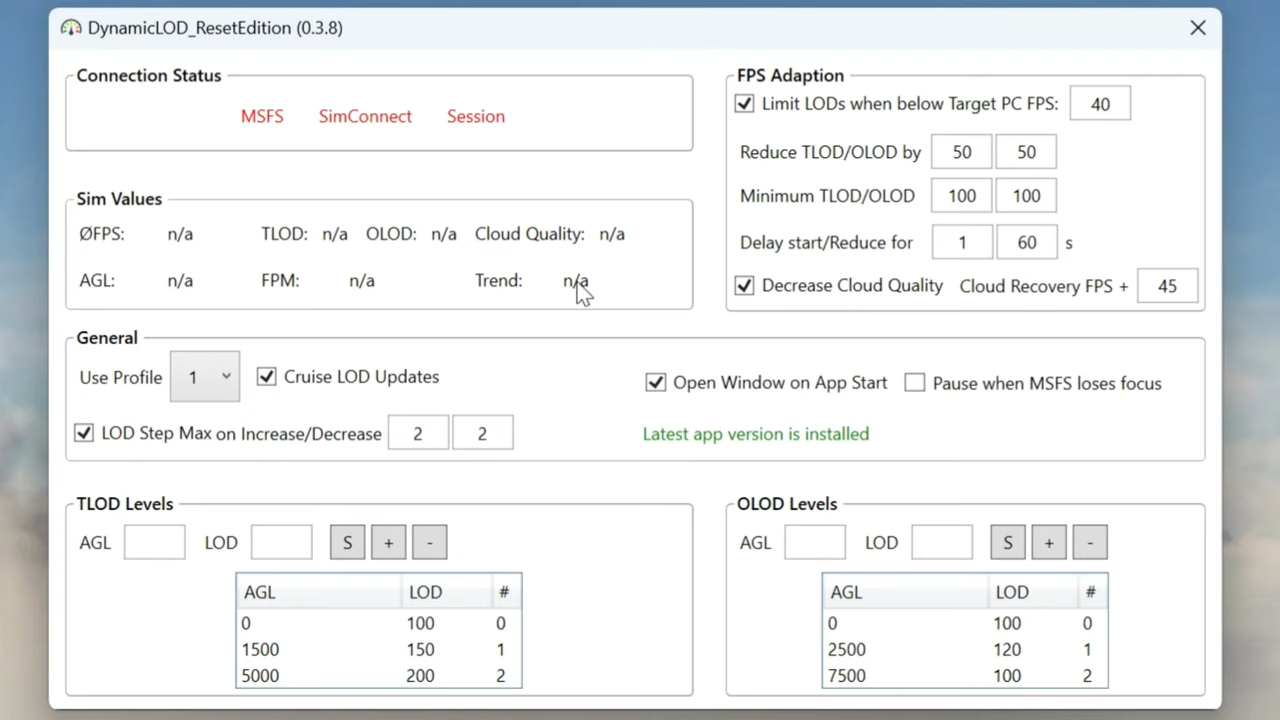 DynamicLOD_ResetEdition (0.3.8)
Connection Status
MSFS SimConnect Session
Sim Values
ØFPS: n/a TLOD: n/a OLOD: n/a Cloud Quality: n/a
AGL: n/a FPM: n/a Trend: n/a
FPS Adaption
Limit LODs when below Target PC FPS: 40
Reduce TLOD/OLOD by 50 50
Minimum TLOD/OLOD 100 100
Delay start/Reduce for 1 60 s
Decrease Cloud Quality Cloud Recovery FPS + 45
General
Use Profile 1 Cruise LOD Updates Open Window on App Start Pause when MSFS loses focus
LOD Step Max on Increase/Decrease 2 2 Latest app version is installed
TLOD Levels
AGL LOD S + -
AGL LOD #
0 100 0
1500 150 1
5000 200 2
OLOD Levels
AGL LOD S + -
AGL LOD #
0 100 0
2500 120 1
7500 100 2